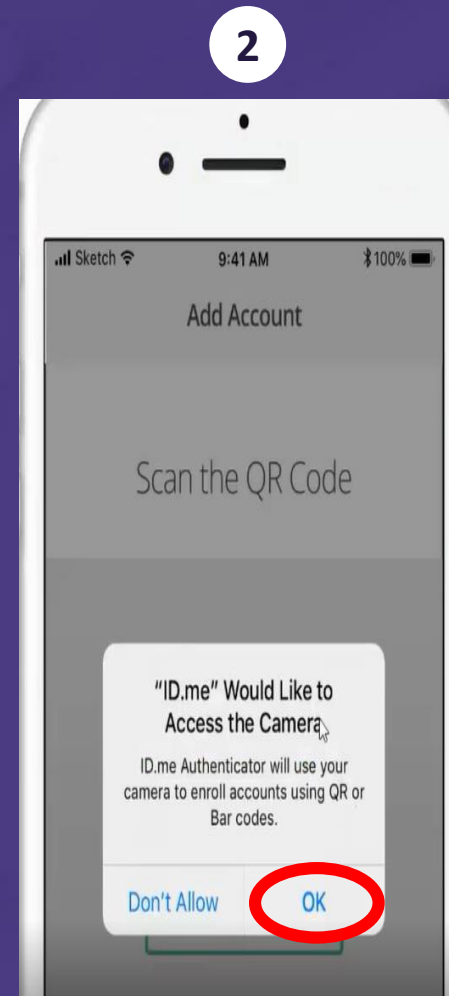 2
Sketch 9:41 AM 100%
Add Account
Scan the QR Code
“ID.me” Would Like to
Access the Camera
ID.me Authenticator will use your
camera to enroll accounts using QR or
Bar codes.
Don’t Allow OK